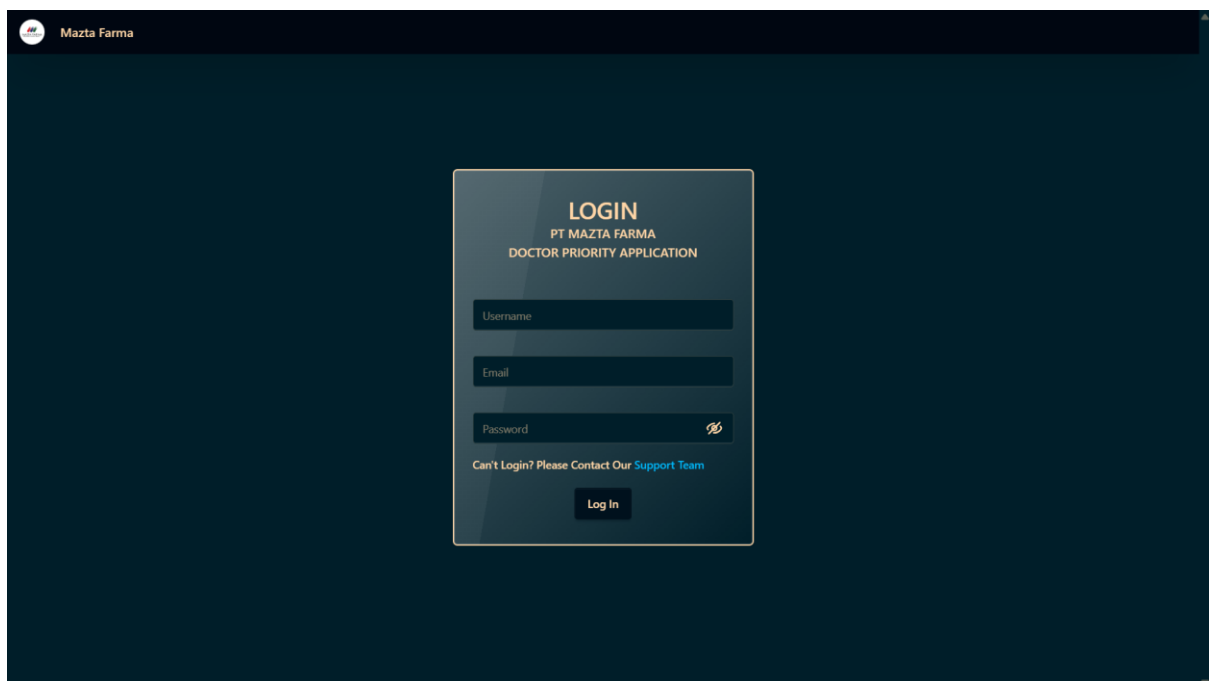 Mazta Farma
LOGIN
PT MAZTA FARMA
DOCTOR PRIORITY APPLICATION
Username
Email
Password
Can't Login? Please Contact Our Support Team
Log In